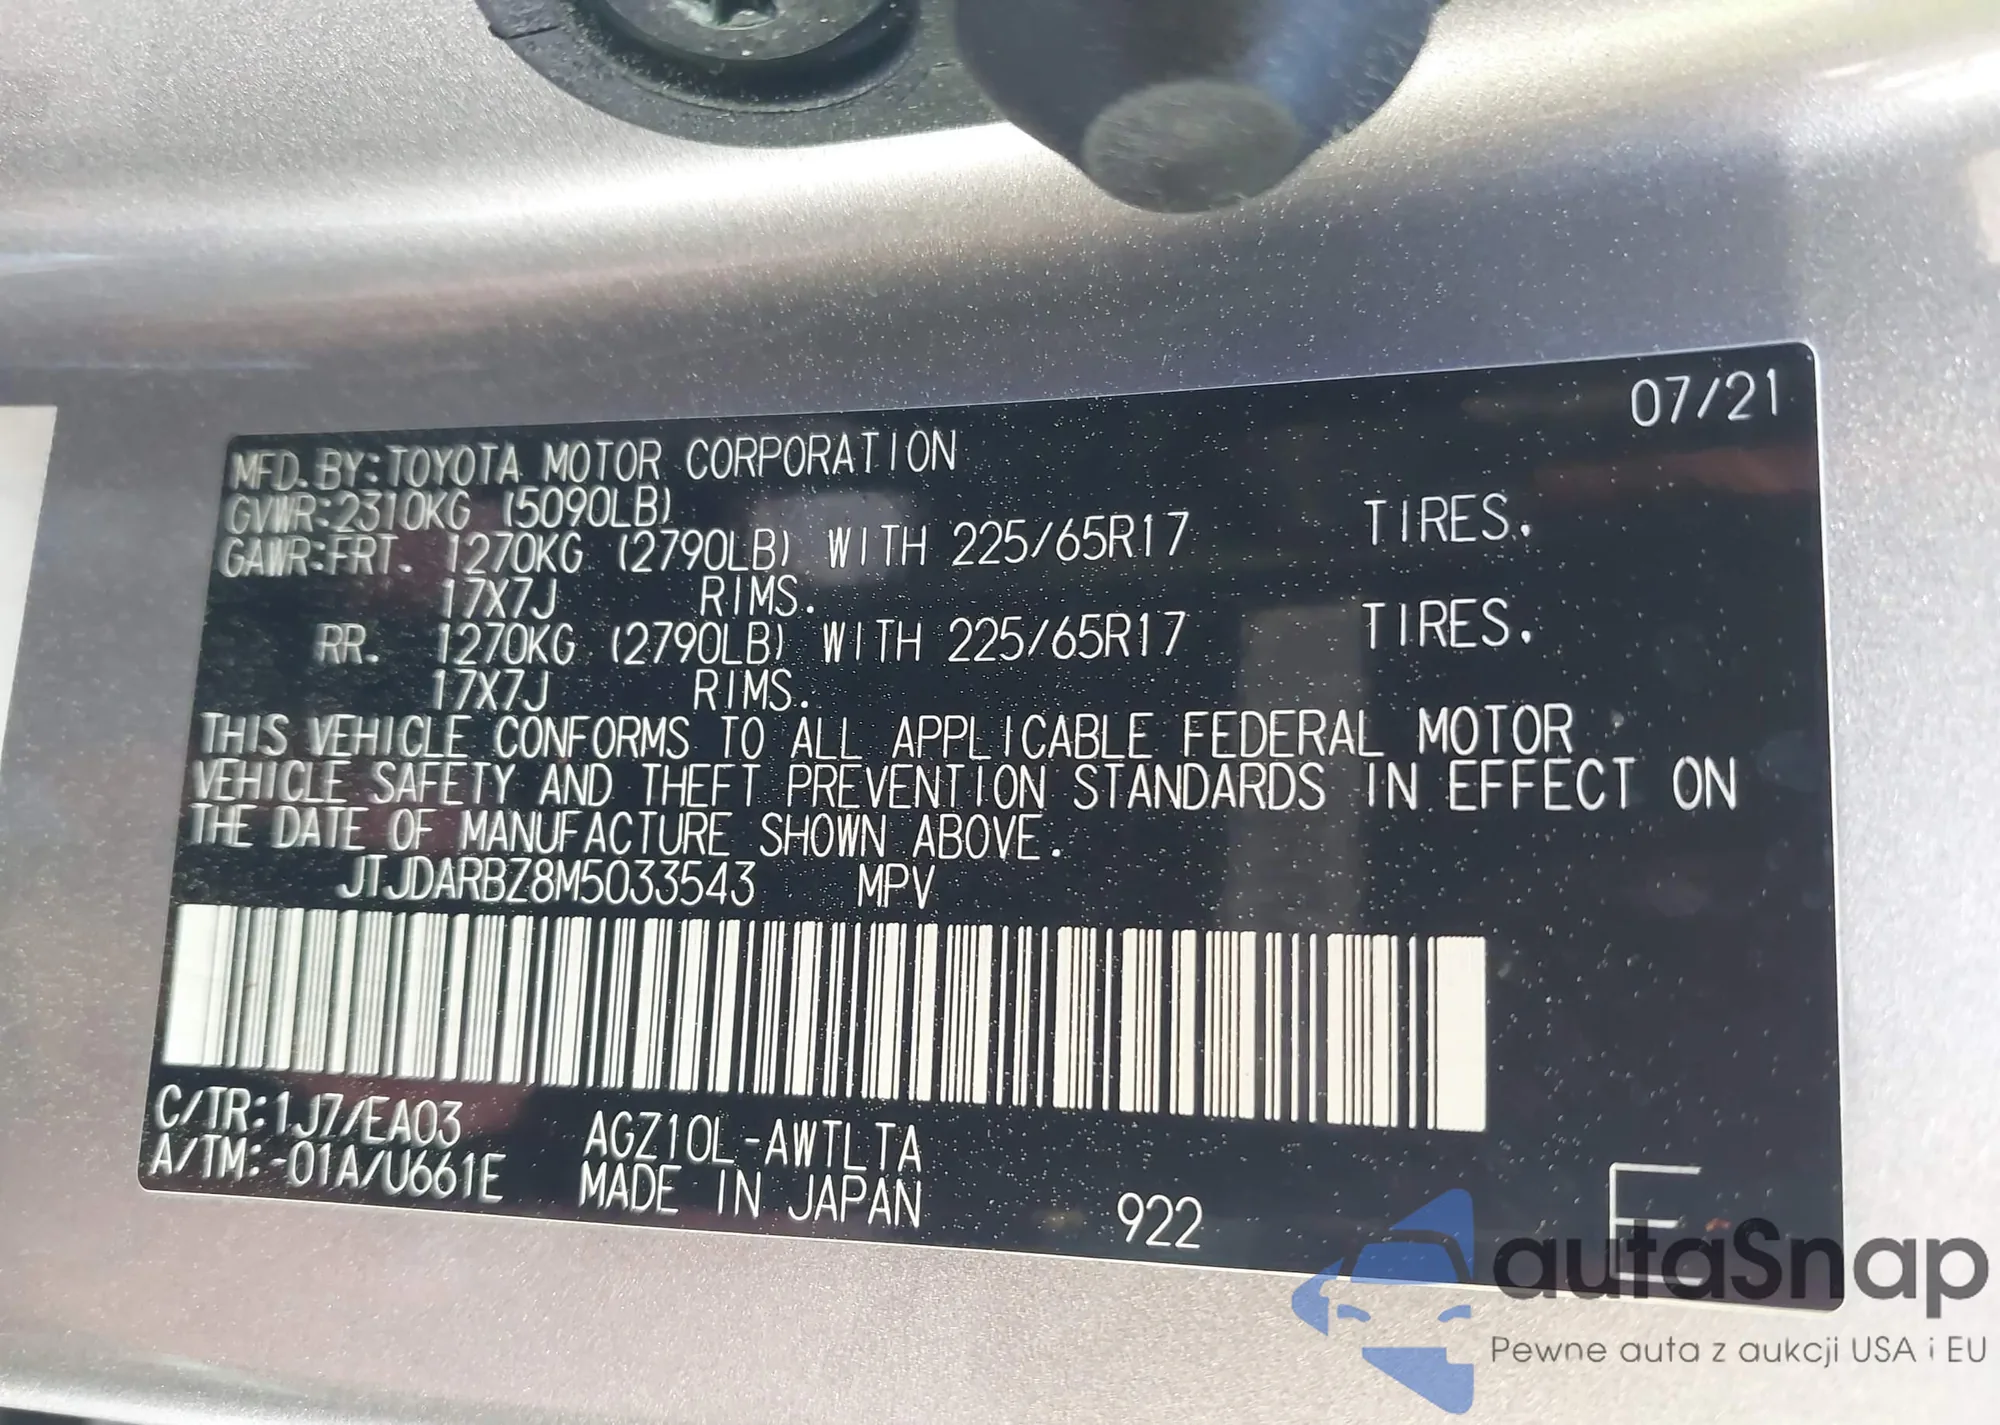 07/21
MFD.BY:TOYOTA MOTOR CORPORATION
GVWR:2310KG (5090LB)
GAWR:FRT. 1270KG (2790LB) WITH 225/65R17 TIRES.
17X7J RIMS.
RR. 1270KG (2790LB) WITH 225/65R17 TIRES.
17X7J RIMS.
THIS VEHICLE CONFORMS TO ALL APPLICABLE FEDERAL MOTOR
VEHICLE SAFETY AND THEFT PREVENTION STANDARDS IN EFFECT ON
THE DATE OF MANUFACTURE SHOWN ABOVE.
JTJDARBZ8M5033543 MPV
C/TR:1J7/EA03 AGZ10L-AWTLTA
A/TM:-01A/U661E MADE IN JAPAN 922
E
autaSnap
Pewne auta z aukcji USA i EU